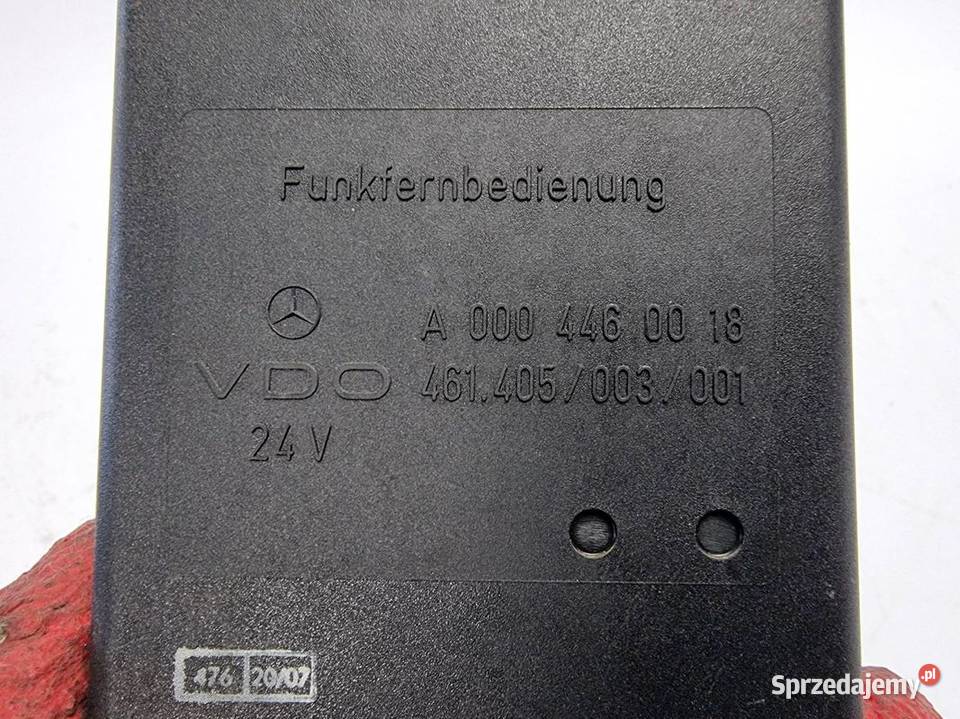 Funkfernbedienung
A 000 446 00 18
VDO 461.405/003/001
24 V
476 20/07
Sprzedajemy.pl